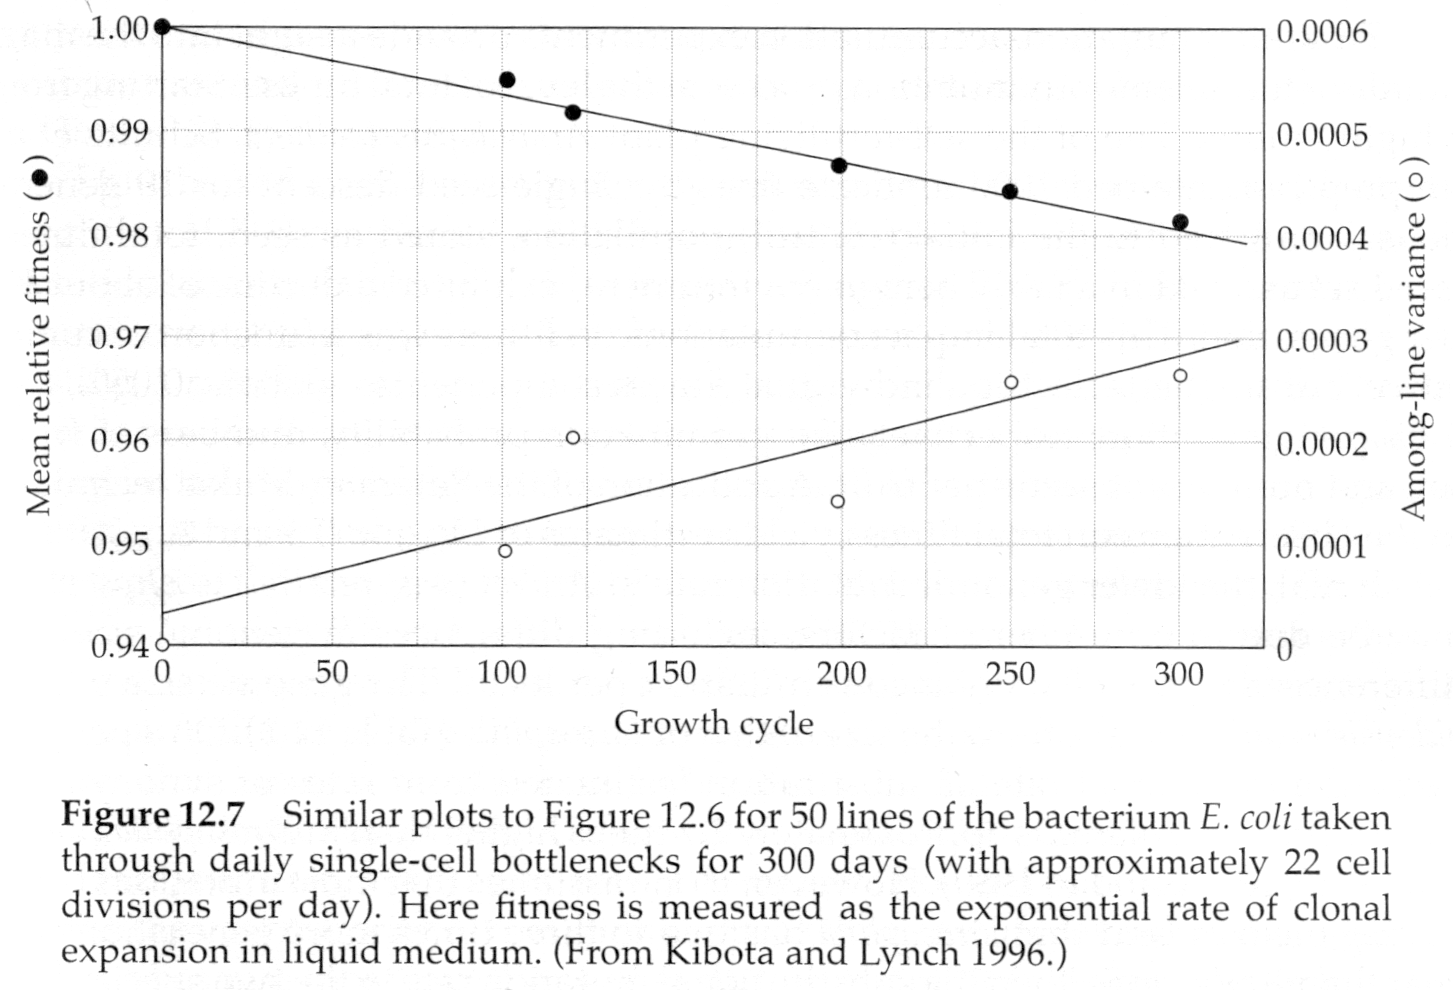 1.00
0.99
0.98
0.97
0.96
0.95
0.94
Mean relative fitness (●)
0.0006
0.0005
0.0004
0.0003
0.0002
0.0001
0
Among-line variance (○)
0 50 100 150 200 250 300
Growth cycle
Figure 12.7 Similar plots to Figure 12.6 for 50 lines of the bacterium E. coli taken
through daily single-cell bottlenecks for 300 days (with approximately 22 cell
divisions per day). Here fitness is measured as the exponential rate of clonal
expansion in liquid medium. (From Kibota and Lynch 1996.)